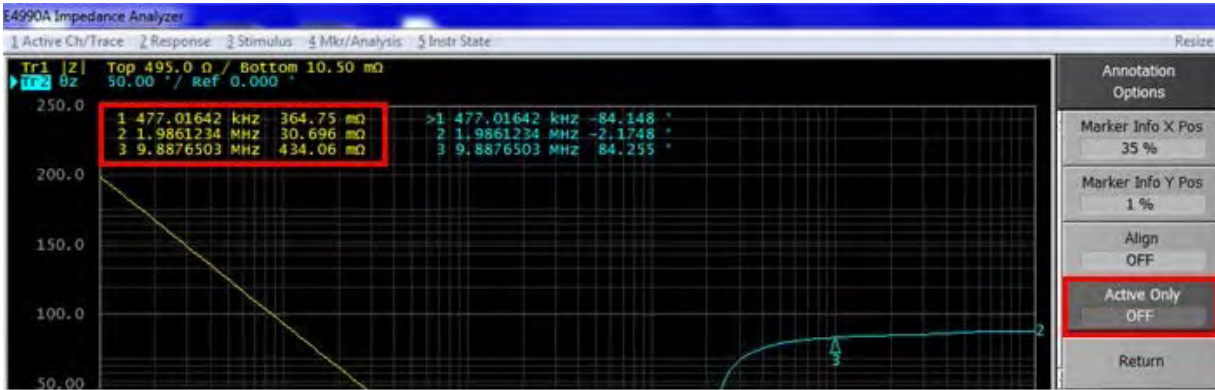 E4990A Impedance Analyzer
1 Active Ch/Trace 2 Response 3 Stimulus 4 Mkr/Analysis 5 Instr State Resize
Tr1 |Z| Top 495.0 Ω / Bottom 10.50 mΩ
Tr2 θz 50.00 °/ Ref 0.000 °
250.0
1 477.01642 kHz 364.75 mΩ
2 1.9861234 MHz 30.696 mΩ
3 9.8876503 MHz 434.06 mΩ
>1 477.01642 kHz -84.148 °
2 1.9861234 MHz -2.1748 °
3 9.8876503 MHz 84.255 °
200.0
150.0
100.0
50.00
2
3
Annotation
Options
Marker Info X Pos
35 %
Marker Info Y Pos
1 %
Align
OFF
Active Only
OFF
Return